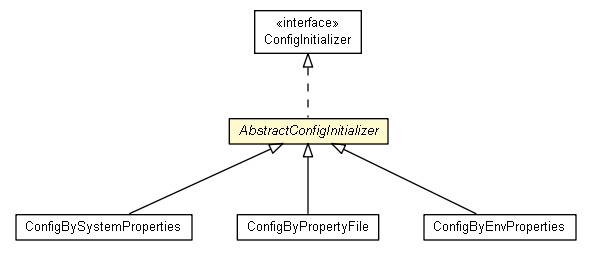 «interface»
ConfigInitializer
AbstractConfigInitializer
ConfigBySystemProperties
ConfigByPropertyFile
ConfigByEnvProperties